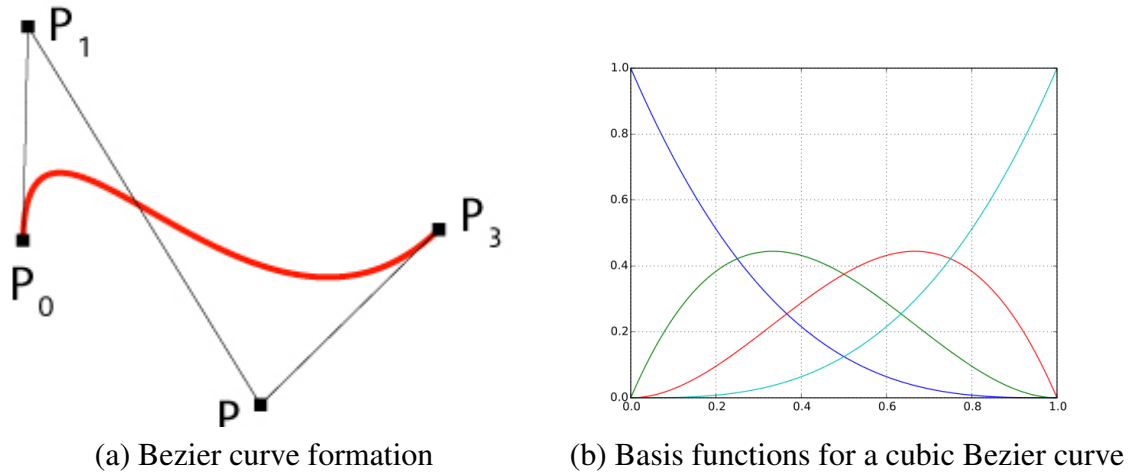 P1
P0
P3
P
1.0
0.8
0.6
0.4
0.2
0.0
0.0 0.2 0.4 0.6 0.8 1.0
(a) Bezier curve formation
(b) Basis functions for a cubic Bezier curve